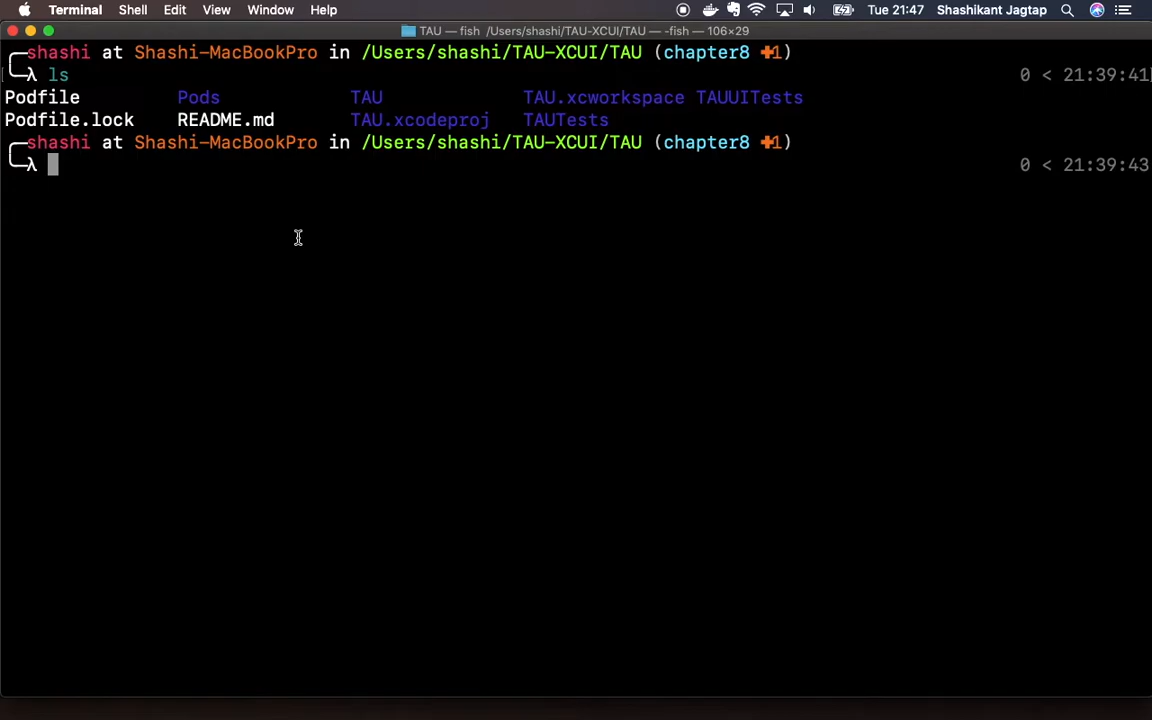 Terminal Shell Edit View Window Help Tue 21:47 Shashikant Jagtap
TAU — fish /Users/shashi/TAU-XCUI/TAU — -fish — 106×29
shashi at Shashi-MacBookPro in /Users/shashi/TAU-XCUI/TAU (chapter8 ✚1)
λ ls 0 < 21:39:41
Podfile Pods TAU TAU.xcworkspace TAUUITests
Podfile.lock README.md TAU.xcodeproj TAUTests
shashi at Shashi-MacBookPro in /Users/shashi/TAU-XCUI/TAU (chapter8 ✚1)
λ 0 < 21:39:43